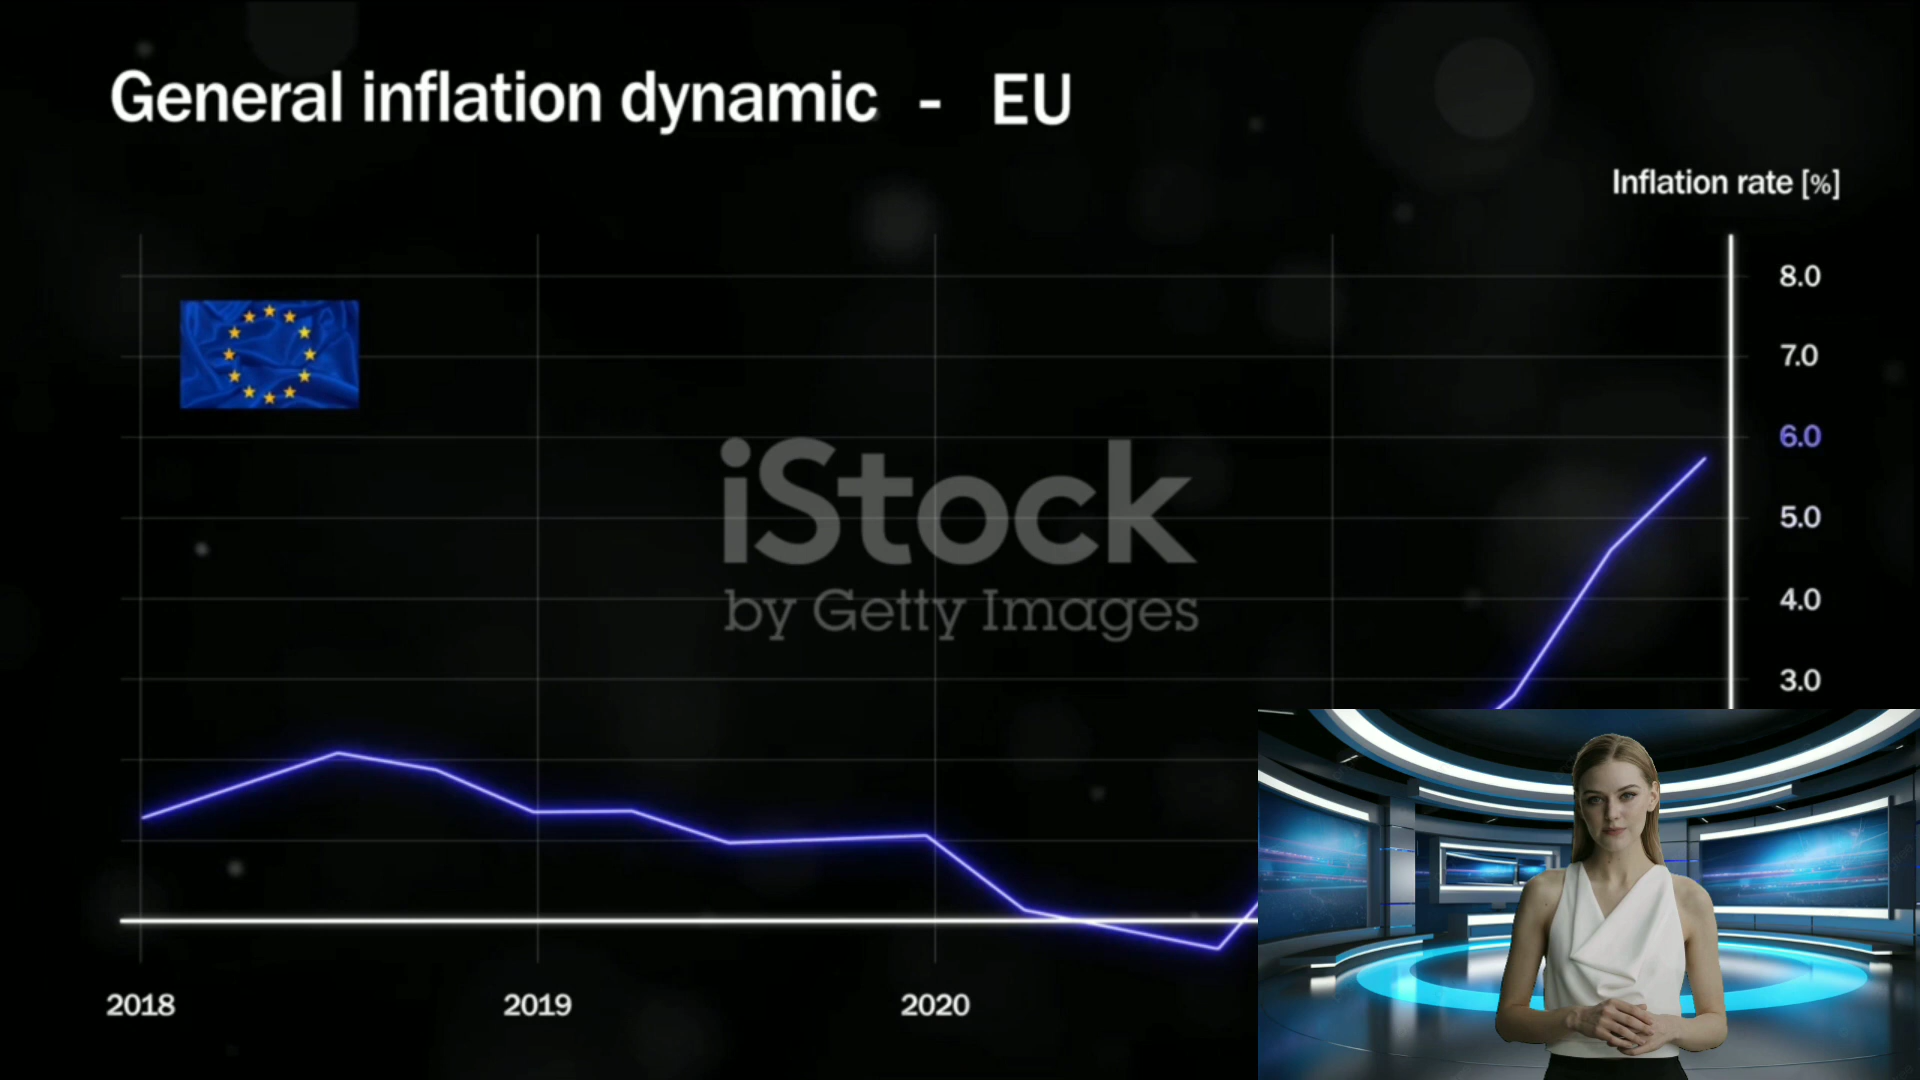 General inflation dynamic - EU
Inflation rate [%]
8.0
7.0
6.0
5.0
4.0
3.0
iStock
by Getty Images
2018 2019 2020